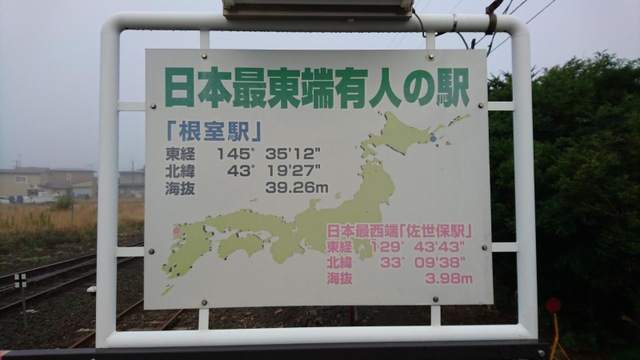 日本最東端有人の駅
「根室駅」
東経 145° 35'12"
北緯 43° 19'27"
海抜 39.26m
日本最西端「佐世保駅」
東経 129° 43'43"
北緯 33° 09'38"
海抜 3.98m